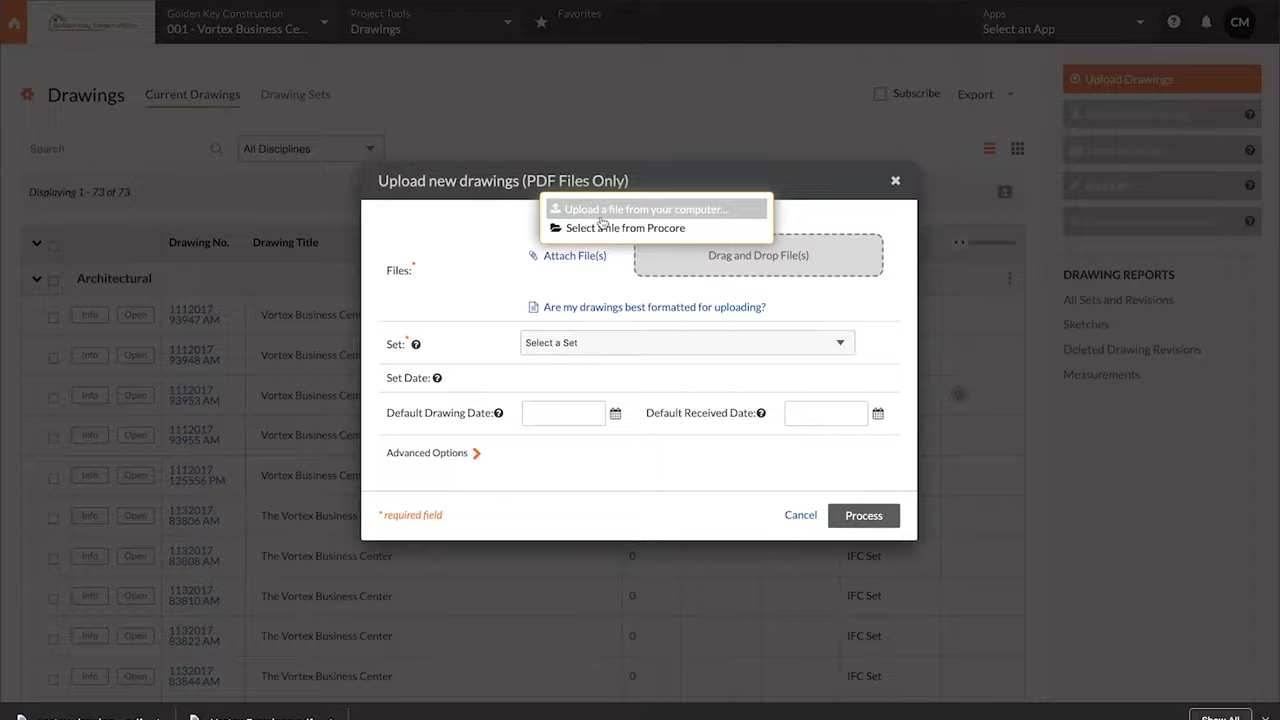 Golden Key Construction
001 - Vortex Business Ce...
Project Tools
Drawings
Favorites
Apps
Select an App
CM
Drawings
Current Drawings
Drawing Sets
Subscribe
Export
Upload Drawings
Search
All Disciplines
Displaying 1 - 73 of 73
Upload new drawings (PDF Files Only)
Upload a file from your computer...
Select a file from Procore
Files:*
Attach File(s)
Drag and Drop File(s)
Are my drawings best formatted for uploading?
Set:*
Select a Set
Set Date:
Default Drawing Date:
Default Received Date:
Advanced Options
* required field
Cancel
Process
Drawing No.
Drawing Title
Architectural
Info
Open
1112017
93947 AM
Vortex Business Cen
Info
Open
1112017
93948 AM
Vortex Business Cen
Info
Open
1112017
93953 AM
Vortex Business Cen
Info
Open
1112017
93955 AM
Vortex Business Cen
Info
Open
1112017
125556 PM
Vortex Business Cen
Info
Open
1132017
83806 AM
The Vortex Business
Info
Open
1132017
83808 AM
The Vortex Business Center
0
IFC Set
Info
Open
1132017
83810 AM
The Vortex Business Center
0
IFC Set
Info
Open
1132017
83822 AM
The Vortex Business Center
0
IFC Set
Info
Open
1132017
83844 AM
The Vortex Business Center
0
IFC Set
DRAWING REPORTS
All Sets and Revisions
Sketches
Deleted Drawing Revisions
Measurements
Show All